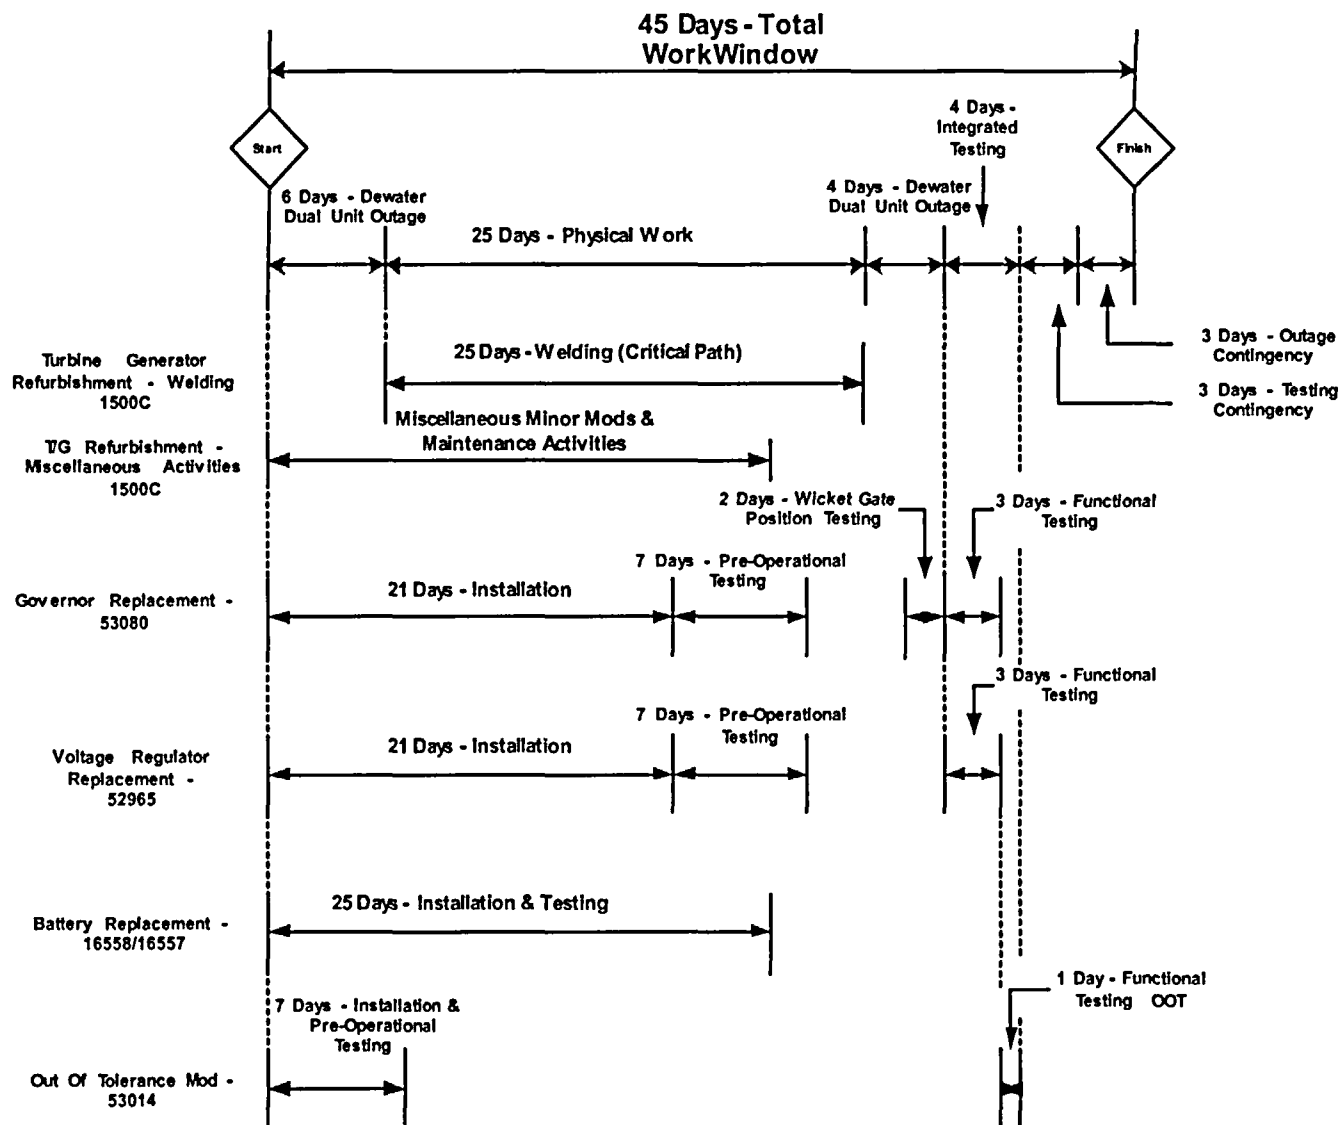 45 Days - Total
WorkWindow
Start
Finish
4 Days -
Integrated
Testing
6 Days - Dewater
Dual Unit Outage
4 Days - Dewater
Dual Unit Outage
25 Days - Physical Work
3 Days - Outage
Contingency
3 Days - Testing
Contingency
Turbine Generator
Refurbishment - Welding
1500C
25 Days - Welding (Critical Path)
T/G Refurbishment -
Miscellaneous Activities
1500C
Miscellaneous Minor Mods &
Maintenance Activities
2 Days - Wicket Gate
Position Testing
3 Days - Functional
Testing
Governor Replacement -
53080
21 Days - Installation
7 Days - Pre-Operational
Testing
3 Days - Functional
Testing
Voltage Regulator
Replacement -
52965
21 Days - Installation
7 Days - Pre-Operational
Testing
Battery Replacement -
16558/16557
25 Days - Installation & Testing
1 Day - Functional
Testing OOT
7 Days - Installation &
Pre-Operational
Testing
Out Of Tolerance Mod -
53014